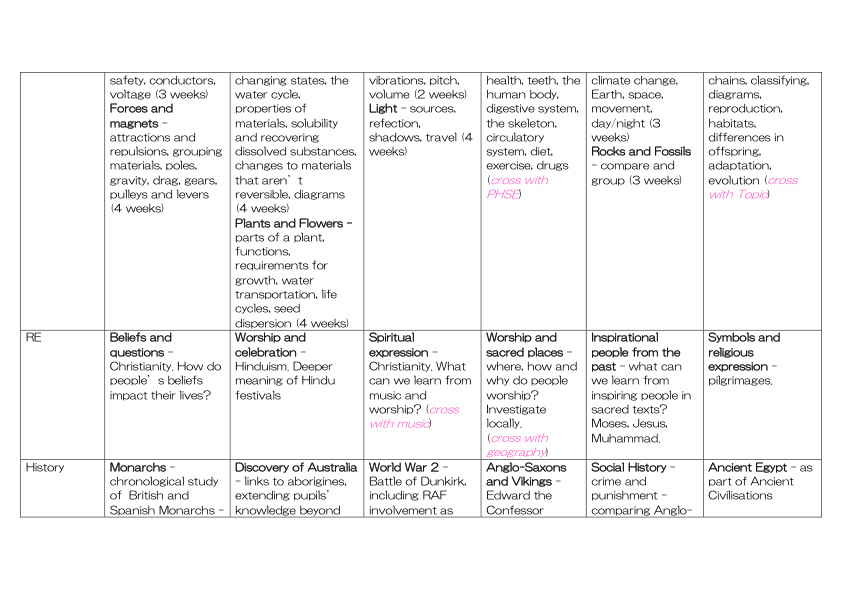 safety, conductors,
voltage (3 weeks)
Forces and
magnets –
attractions and
repulsions, grouping
materials, poles,
gravity, drag, gears,
pulleys and levers
(4 weeks)
changing states, the
water cycle,
properties of
materials, solubility
and recovering
dissolved substances,
changes to materials
that aren’t
reversible, diagrams
(4 weeks)
Plants and Flowers –
parts of a plant,
functions,
requirements for
growth, water
transportation, life
cycles, seed
dispersion (4 weeks)
vibrations, pitch,
volume (2 weeks)
Light – sources,
refection,
shadows, travel (4
weeks)
health, teeth, the
human body,
digestive system,
the skeleton,
circulatory
system, diet,
exercise, drugs
(cross with
PHSE)
climate change,
Earth, space,
movement,
day/night (3
weeks)
Rocks and Fossils
– compare and
group (3 weeks)
chains, classifying,
diagrams,
reproduction,
habitats,
differences in
offspring,
adaptation,
evolution (cross
with Topic)
RE
Beliefs and
questions –
Christianity. How do
people’s beliefs
impact their lives?
Worship and
celebration –
Hinduism. Deeper
meaning of Hindu
festivals
Spiritual
expression –
Christianity. What
can we learn from
music and
worship? (cross
with music)
Worship and
sacred places –
where, how and
why do people
worship?
Investigate
locally.
(cross with
geography)
Inspirational
people from the
past – what can
we learn from
inspiring people in
sacred texts?
Moses, Jesus,
Muhammad.
Symbols and
religious
expression –
pilgrimages.
History
Monarchs –
chronological study
of British and
Spanish Monarchs –
Discovery of Australia
– links to aborigines,
extending pupils’
knowledge beyond
World War 2 –
Battle of Dunkirk,
including RAF
involvement as
Anglo-Saxons
and Vikings –
Edward the
Confessor
Social History –
crime and
punishment –
comparing Anglo-
Ancient Egypt – as
part of Ancient
Civilisations